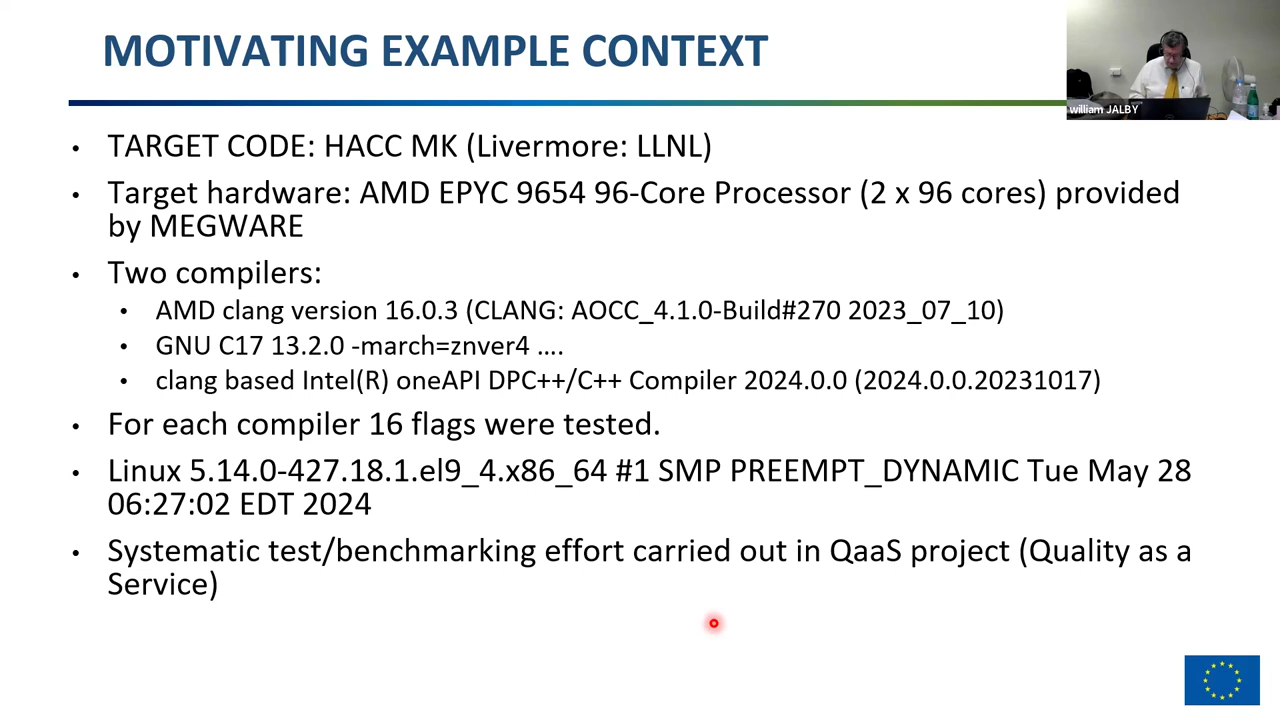 MOTIVATING EXAMPLE CONTEXT
william JALBY
• TARGET CODE: HACC MK (Livermore: LLNL)
• Target hardware: AMD EPYC 9654 96-Core Processor (2 x 96 cores) provided
by MEGWARE
• Two compilers:
• AMD clang version 16.0.3 (CLANG: AOCC_4.1.0-Build#270 2023_07_10)
• GNU C17 13.2.0 -march=znver4 ....
• clang based Intel(R) oneAPI DPC++/C++ Compiler 2024.0.0 (2024.0.0.20231017)
• For each compiler 16 flags were tested.
• Linux 5.14.0-427.18.1.el9_4.x86_64 #1 SMP PREEMPT_DYNAMIC Tue May 28
06:27:02 EDT 2024
• Systematic test/benchmarking effort carried out in QaaS project (Quality as a
Service)